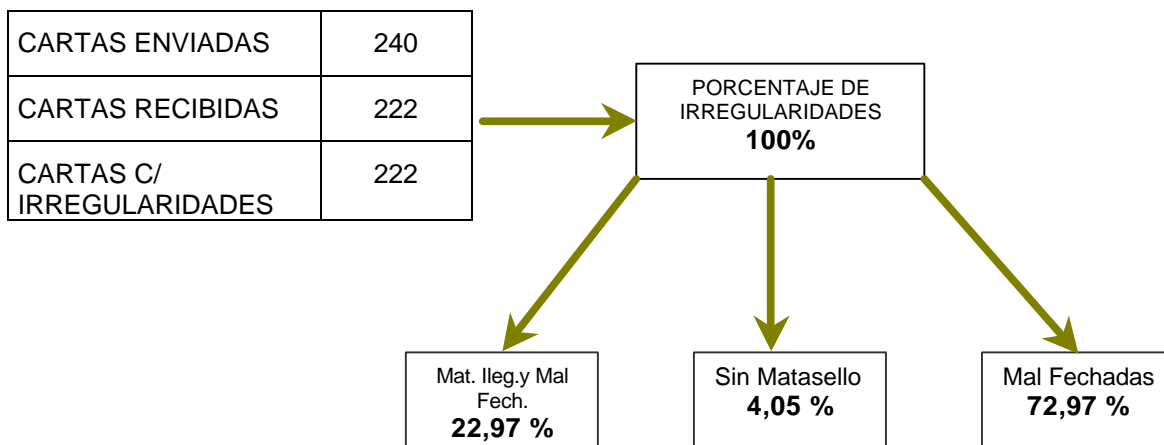 CARTAS ENVIADAS 240
CARTAS RECIBIDAS 222
CARTAS C/ 222
IRREGULARIDADES
PORCENTAJE DE
IRREGULARIDADES
100%
Mat. Ileg.y Mal
Fech.
22,97 %
Sin Matasello
4,05 %
Mal Fechadas
72,97 %